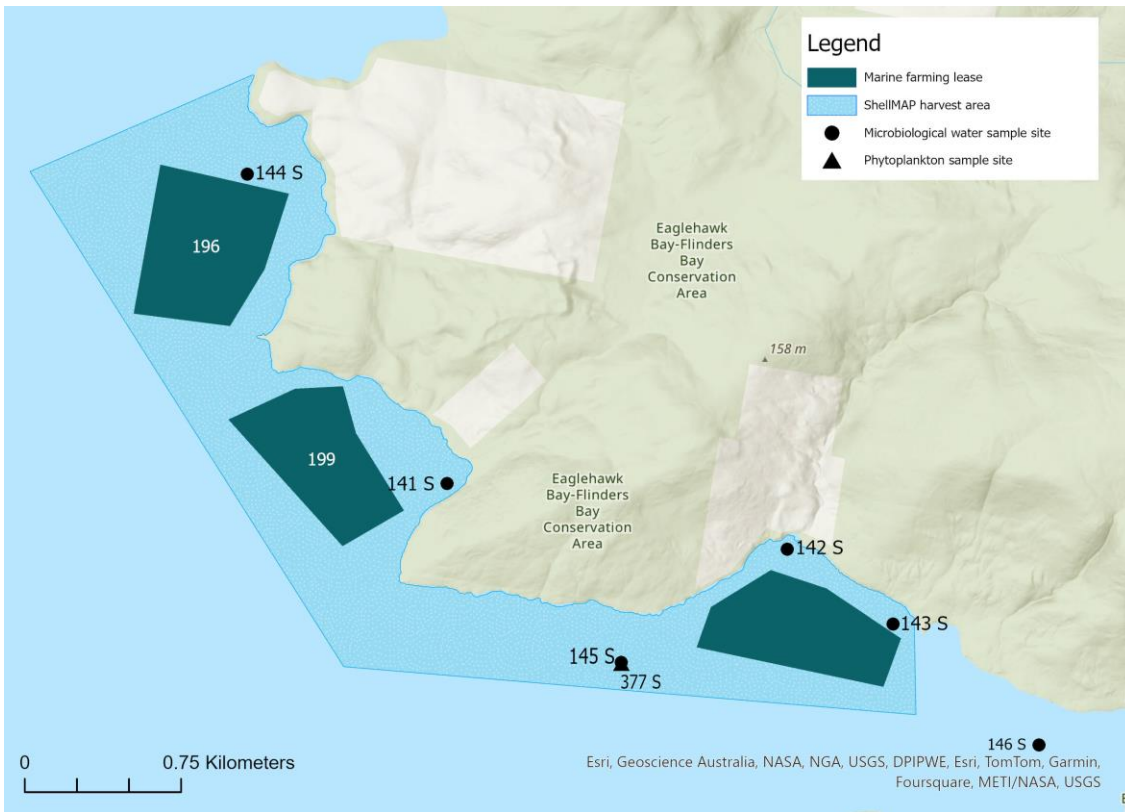 Legend
Marine farming lease
ShellMAP harvest area
Microbiological water sample site
Phytoplankton sample site
144 S
196
Eaglehawk
Bay-Flinders
Bay
Conservation
Area
158 m
199
141 S
Eaglehawk
Bay-Flinders
Bay
Conservation
Area
142 S
143 S
145 S
377 S
146 S
0
0.75 Kilometers
Esri, Geoscience Australia, NASA, NGA, USGS, DPIPWE, Esri, TomTom, Garmin,
Foursquare, METI/NASA, USGS